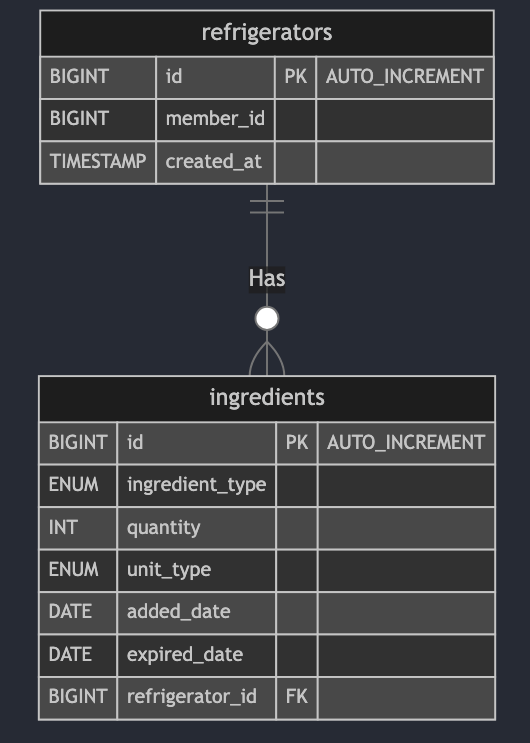 refrigerators
BIGINT id PK AUTO_INCREMENT
BIGINT member_id
TIMESTAMP created_at
Has
ingredients
BIGINT id PK AUTO_INCREMENT
ENUM ingredient_type
INT quantity
ENUM unit_type
DATE added_date
DATE expired_date
BIGINT refrigerator_id FK